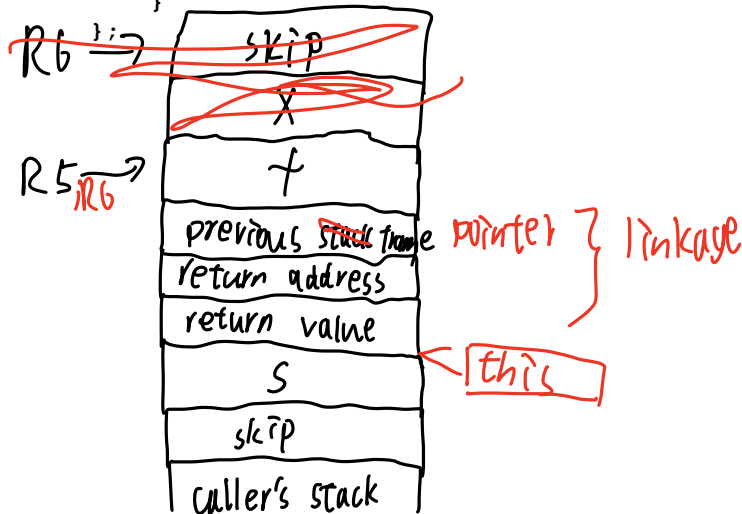 }
R6 }; skip
X
R5 ;R6 t
previous stack frame pointer } linkage
return address
return value
this
S
skip
caller's stack